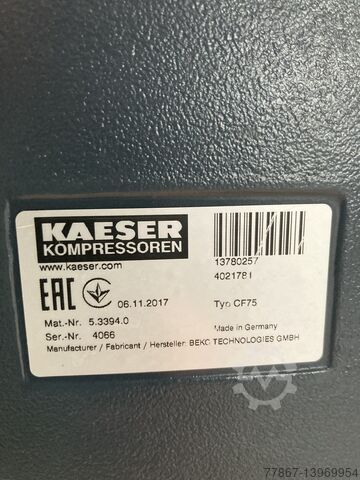 KAESER
KOMPRESSOREN
www.kaeser.com
13780257
4021781
EAC
06.11.2017
Typ CF75
Mat.-Nr. 5.3394.0
Made in Germany
Ser.-Nr. 4066
Manufacturer / Fabricant / Hersteller: BEKO TECHNOLOGIES GMBH
77867-13969954